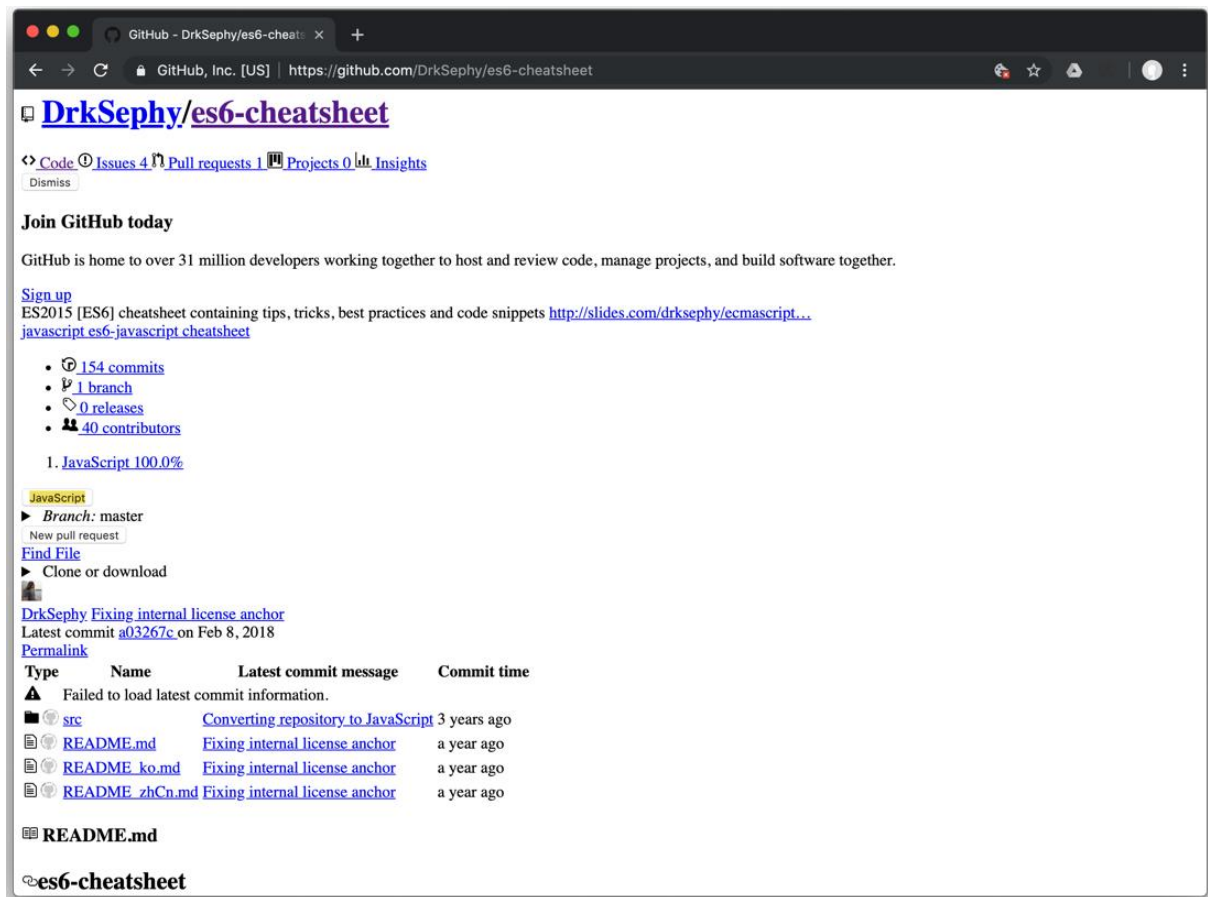 GitHub - DrkSephy/es6-cheats
GitHub, Inc. [US] | https://github.com/DrkSephy/es6-cheatsheet
DrkSephy/es6-cheatsheet
Code Issues 4 Pull requests 1 Projects 0 Insights
Dismiss
Join GitHub today
GitHub is home to over 31 million developers working together to host and review code, manage projects, and build software together.
Sign up
ES2015 [ES6] cheatsheet containing tips, tricks, best practices and code snippets http://slides.com/drksephy/ecmascript…
javascript es6-javascript cheatsheet
154 commits
1 branch
0 releases
40 contributors
1. JavaScript 100.0%
JavaScript
Branch: master
New pull request
Find File
Clone or download
DrkSephy Fixing internal license anchor
Latest commit a03267c on Feb 8, 2018
Permalink
Type Name Latest commit message Commit time
Failed to load latest commit information.
src Converting repository to JavaScript 3 years ago
README.md Fixing internal license anchor a year ago
README_ko.md Fixing internal license anchor a year ago
README_zhCn.md Fixing internal license anchor a year ago
README.md
es6-cheatsheet